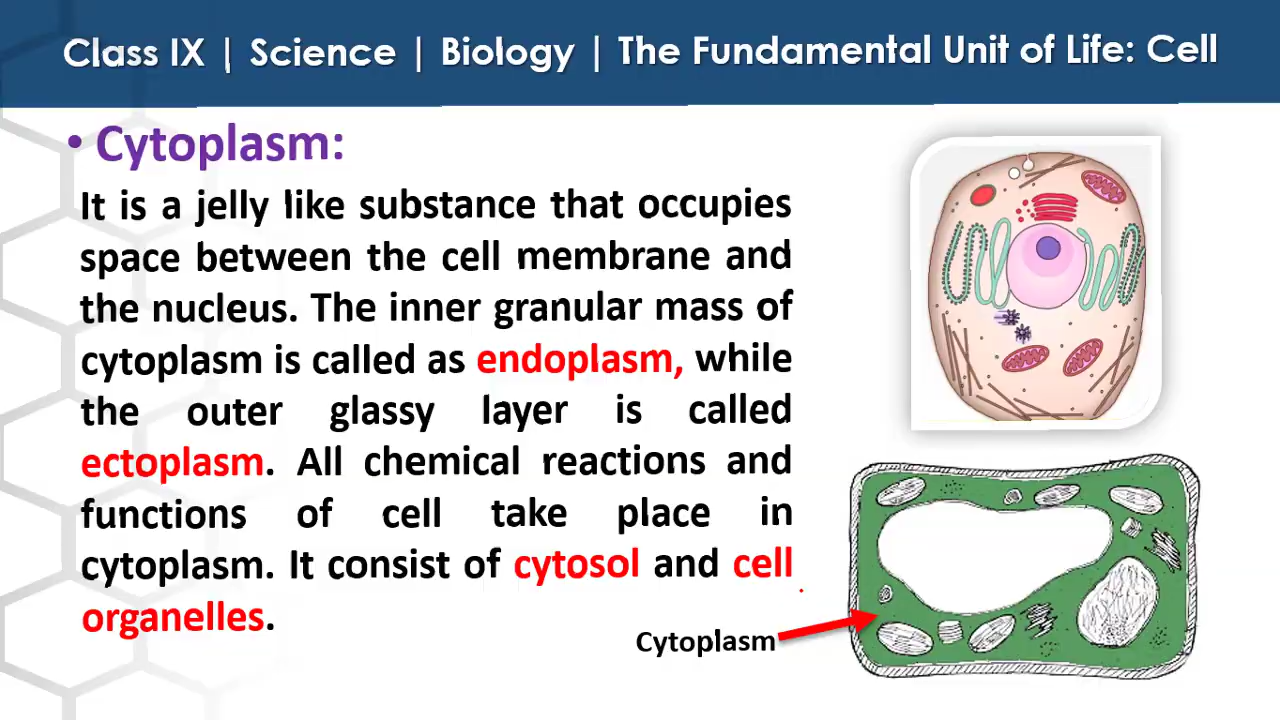 Class IX | Science | Biology | The Fundamental Unit of Life: Cell
• Cytoplasm:
It is a jelly like substance that occupies
space between the cell membrane and
the nucleus. The inner granular mass of
cytoplasm is called as endoplasm, while
the outer glassy layer is called
ectoplasm. All chemical reactions and
functions of cell take place in
cytoplasm. It consist of cytosol and cell
organelles.
Cytoplasm